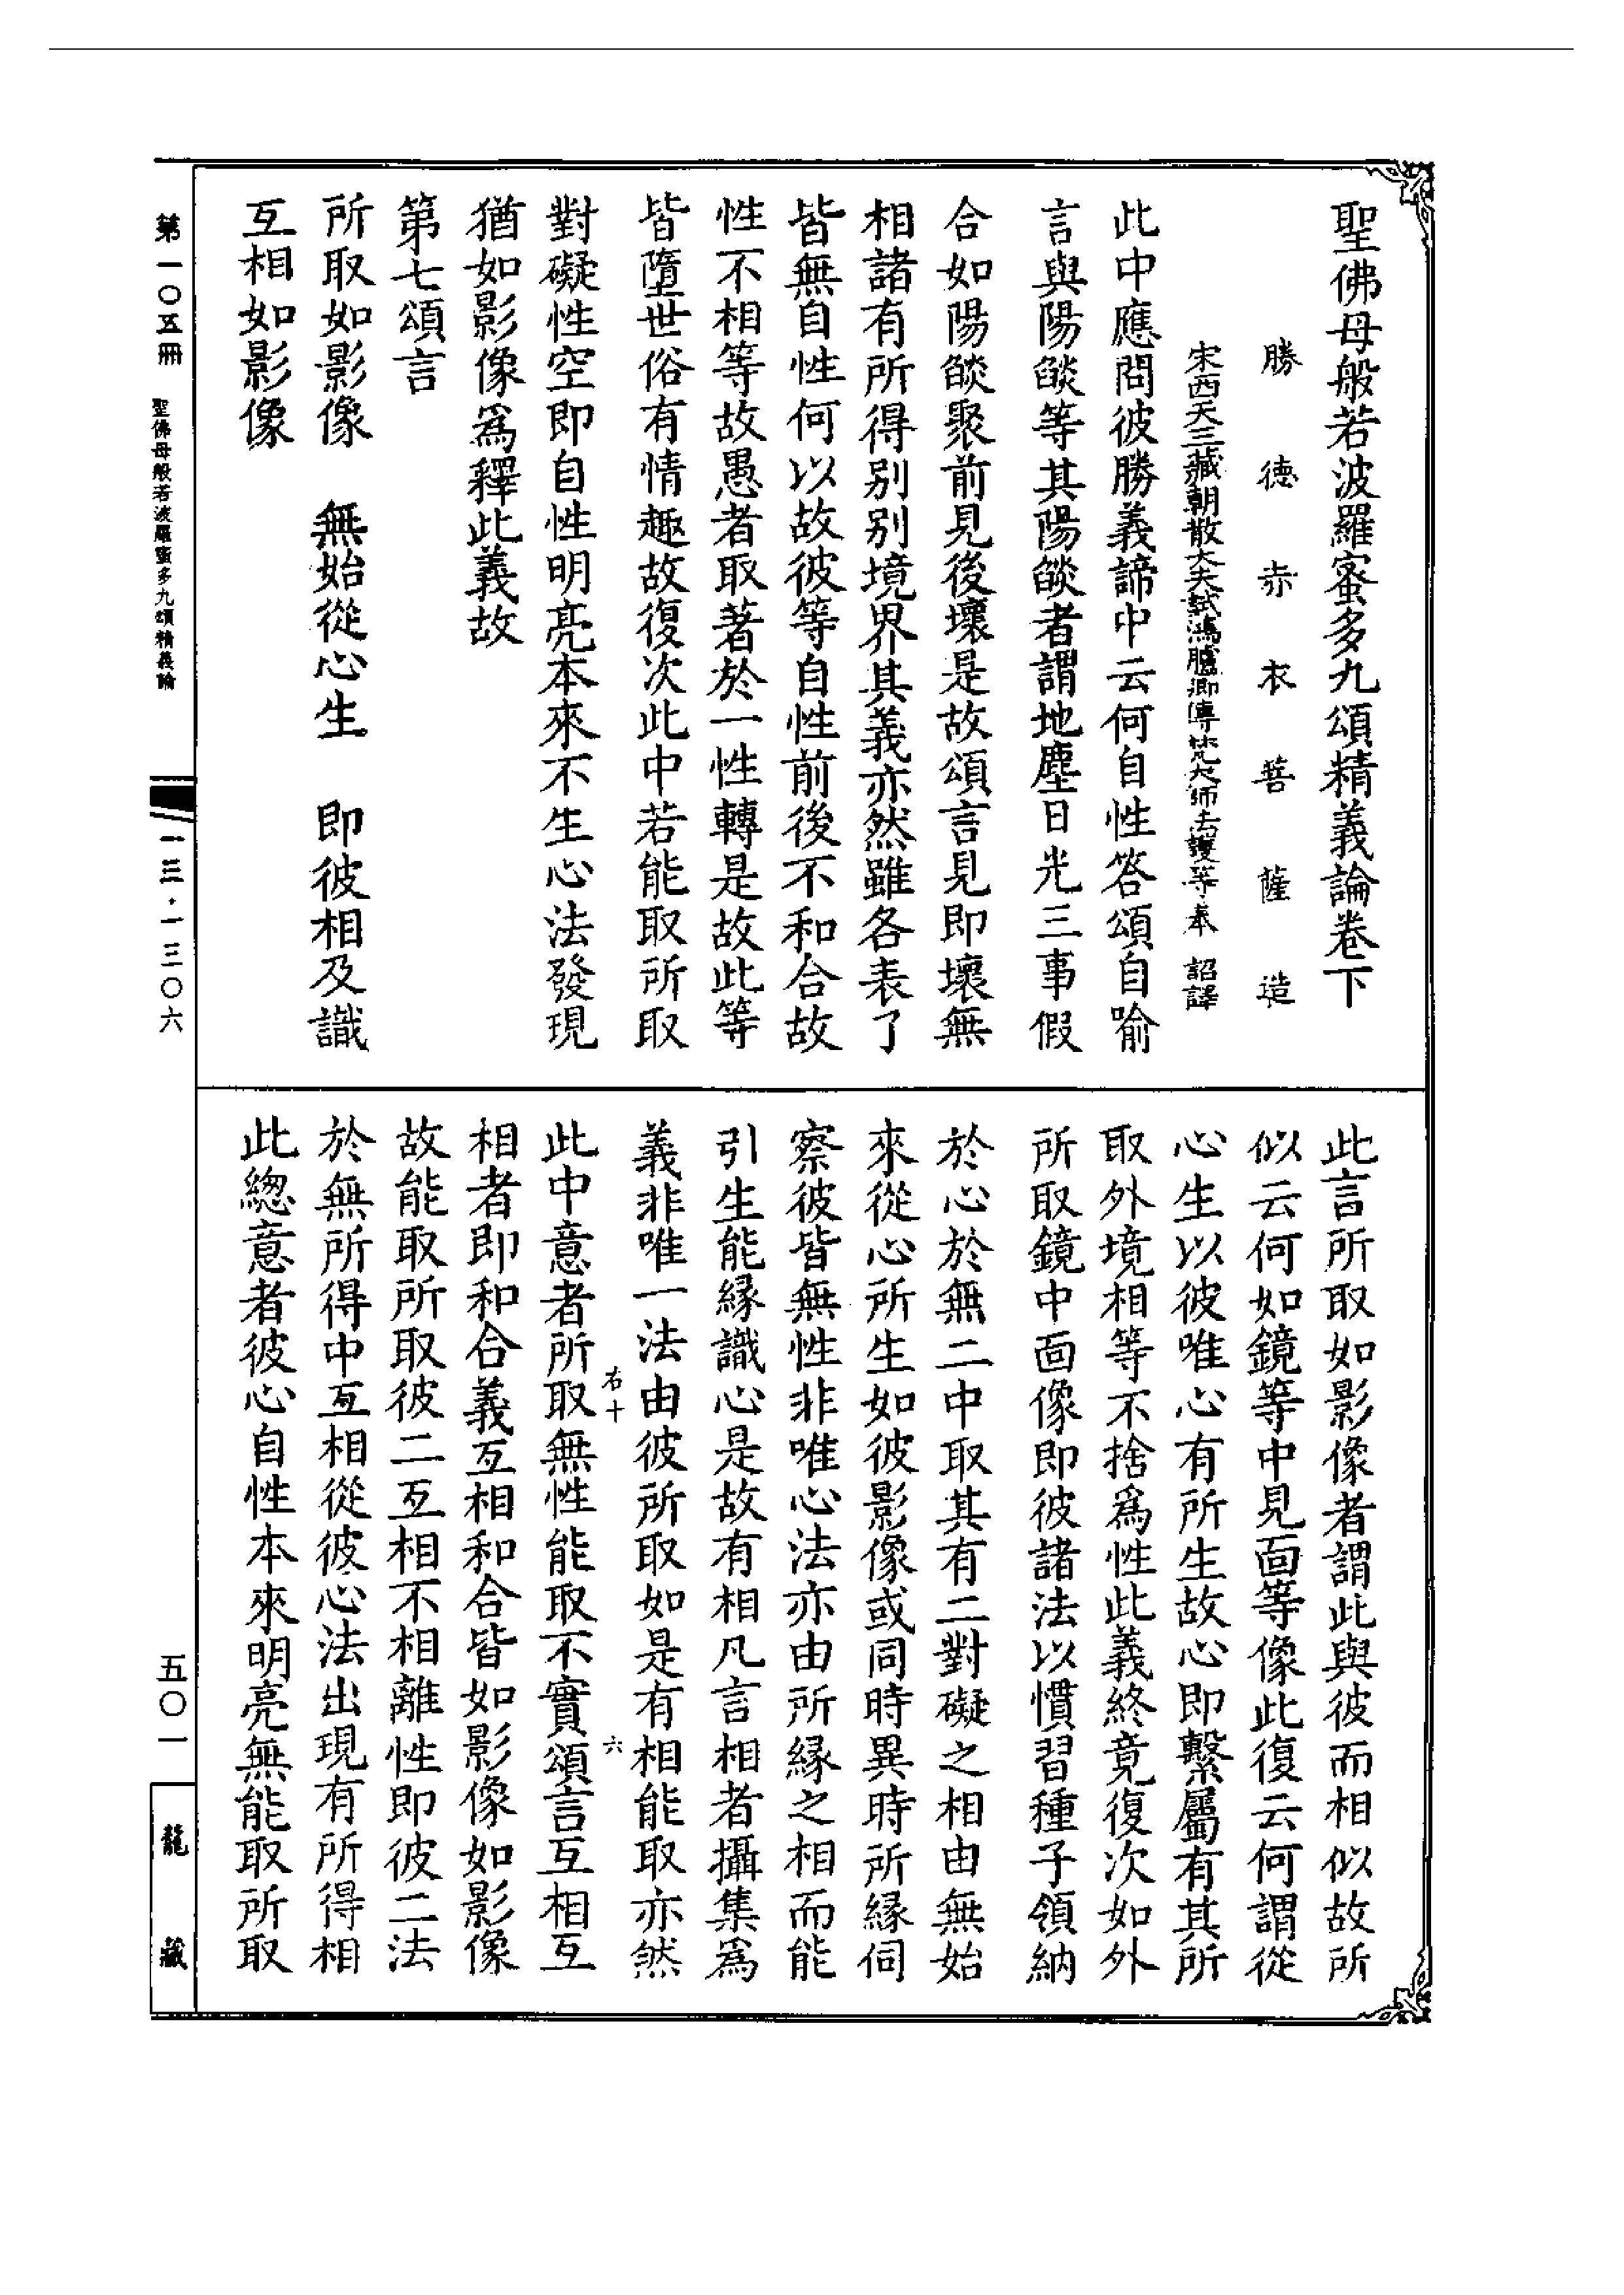 聖佛母般若波羅蜜多九頌精義論卷下
勝德赤衣菩薩造
宋西天三藏朝散大夫試鴻臚卿傳梵大師法護等奉 詔譯
此中應問彼勝義諦中云何自性答頌自喻
言與陽燄等其陽燄者謂地塵日光三事假
合如陽燄聚前見後壞是故頌言見即壞無
相諸有所得别别境界其義亦然雖各表了
皆無自性何以故彼等自性前後不和合故
性不相等故愚者取著於一性轉是故此等
皆墮世俗有情趣故復次此中若能取所取
對礙性空即自性明亮本來不生心法發現
猶如影像爲釋此義故
第七頌言
所取如影像 無始從心生 即彼相及識
互相如影像
此言所取如影像者謂此與彼而相似故所
似云何如鏡等中見面等像此復云何謂從
心生以彼唯心有所生故心即繫屬有其所
取外境相等不捨爲性此義終竟復次如外
所取鏡中面像即彼諸法以慣習種子領納
於心於無二中取其有二對礙之相由無始
來從心所生如彼影像或同時異時所緣伺
察彼皆無性非唯心法亦由所緣之相而能
引生能緣識心是故有相凡言相者攝集爲
義非唯一法由彼所取如是有相能取亦然
右十 六
此中意者所取無性能取不實頌言互相互
相者即和合義互相和合皆如影像如影像
故能取所取彼二互相不相離性即彼二法
於無所得中互相從彼心法出現有所得相
此總意者彼心自性本來明亮無能取所取
第一〇五冊 聖佛母般若波羅蜜多九頌精義論
一三·一三〇六
五〇一
龍藏